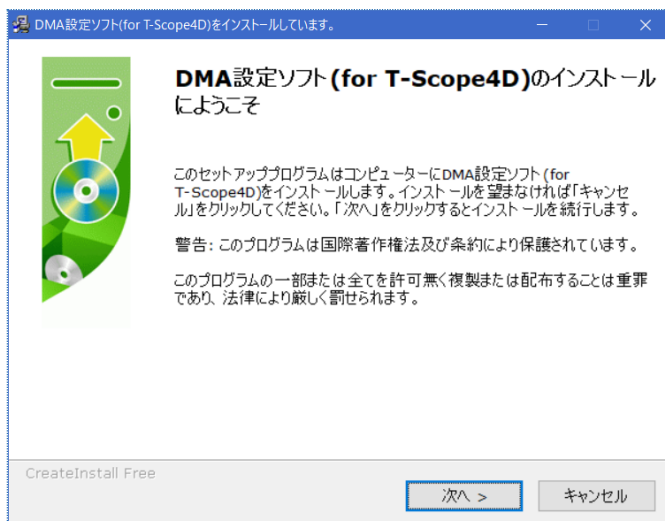 DMA設定ソフト(for T-Scope4D)をインストールしています。
DMA設定ソフト(for T-Scope4D)のインストール
にようこそ
このセットアッププログラムはコンピューターにDMA設定ソフト(for
T-Scope4D)をインストールします。インストールを望まなければ「キャンセ
ル」をクリックしてください。「次へ」をクリックするとインストールを続行します。
警告: このプログラムは国際著作権法及び条約により保護されています。
このプログラムの一部または全てを許可無く複製または配布することは重罪
であり、法律により厳しく罰せられます。
CreateInstall Free
次へ >
キャンセル